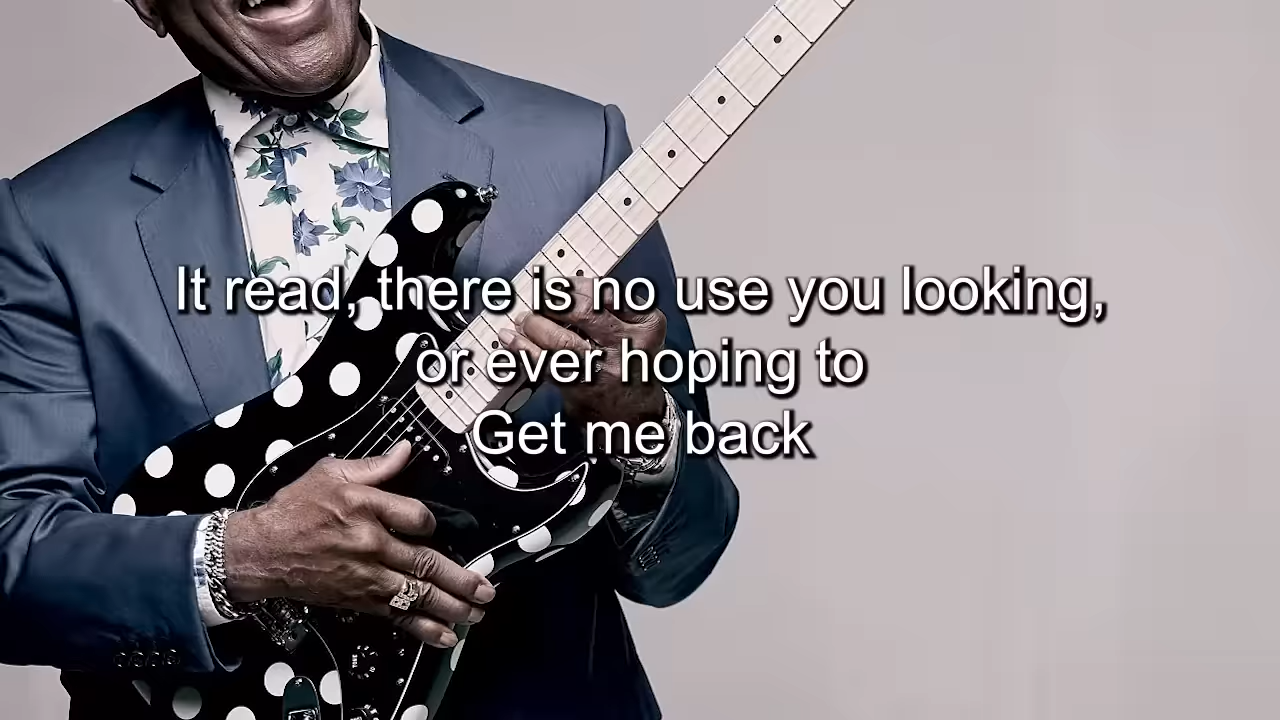 It read, there is no use you looking,
or ever hoping to
Get me back